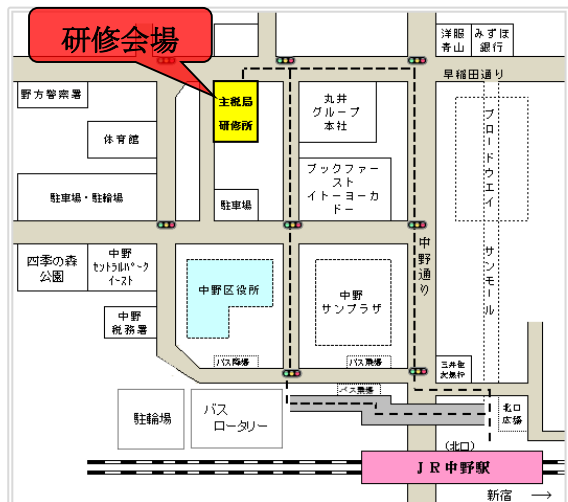 研修会場
洋服
青山
みずほ
銀行
早稲田通り
野方警察署
主税局
研修所
丸井
グループ
本社
体育館
ブロードウエイ
ブックファー
スト
イトーヨーカ
ドー
駐車場・駐輪場
駐車場
中野通り
サンモール
四季の森
公園
中野
セントラルパーク
イースト
中野区役所
中野
サンプラザ
中野
税務署
バス降場
バス乗場
三井住
友銀行
バス乗場
駐輪場
バス
ロータリー
北口
広場
(北口)
JR中野駅
新宿